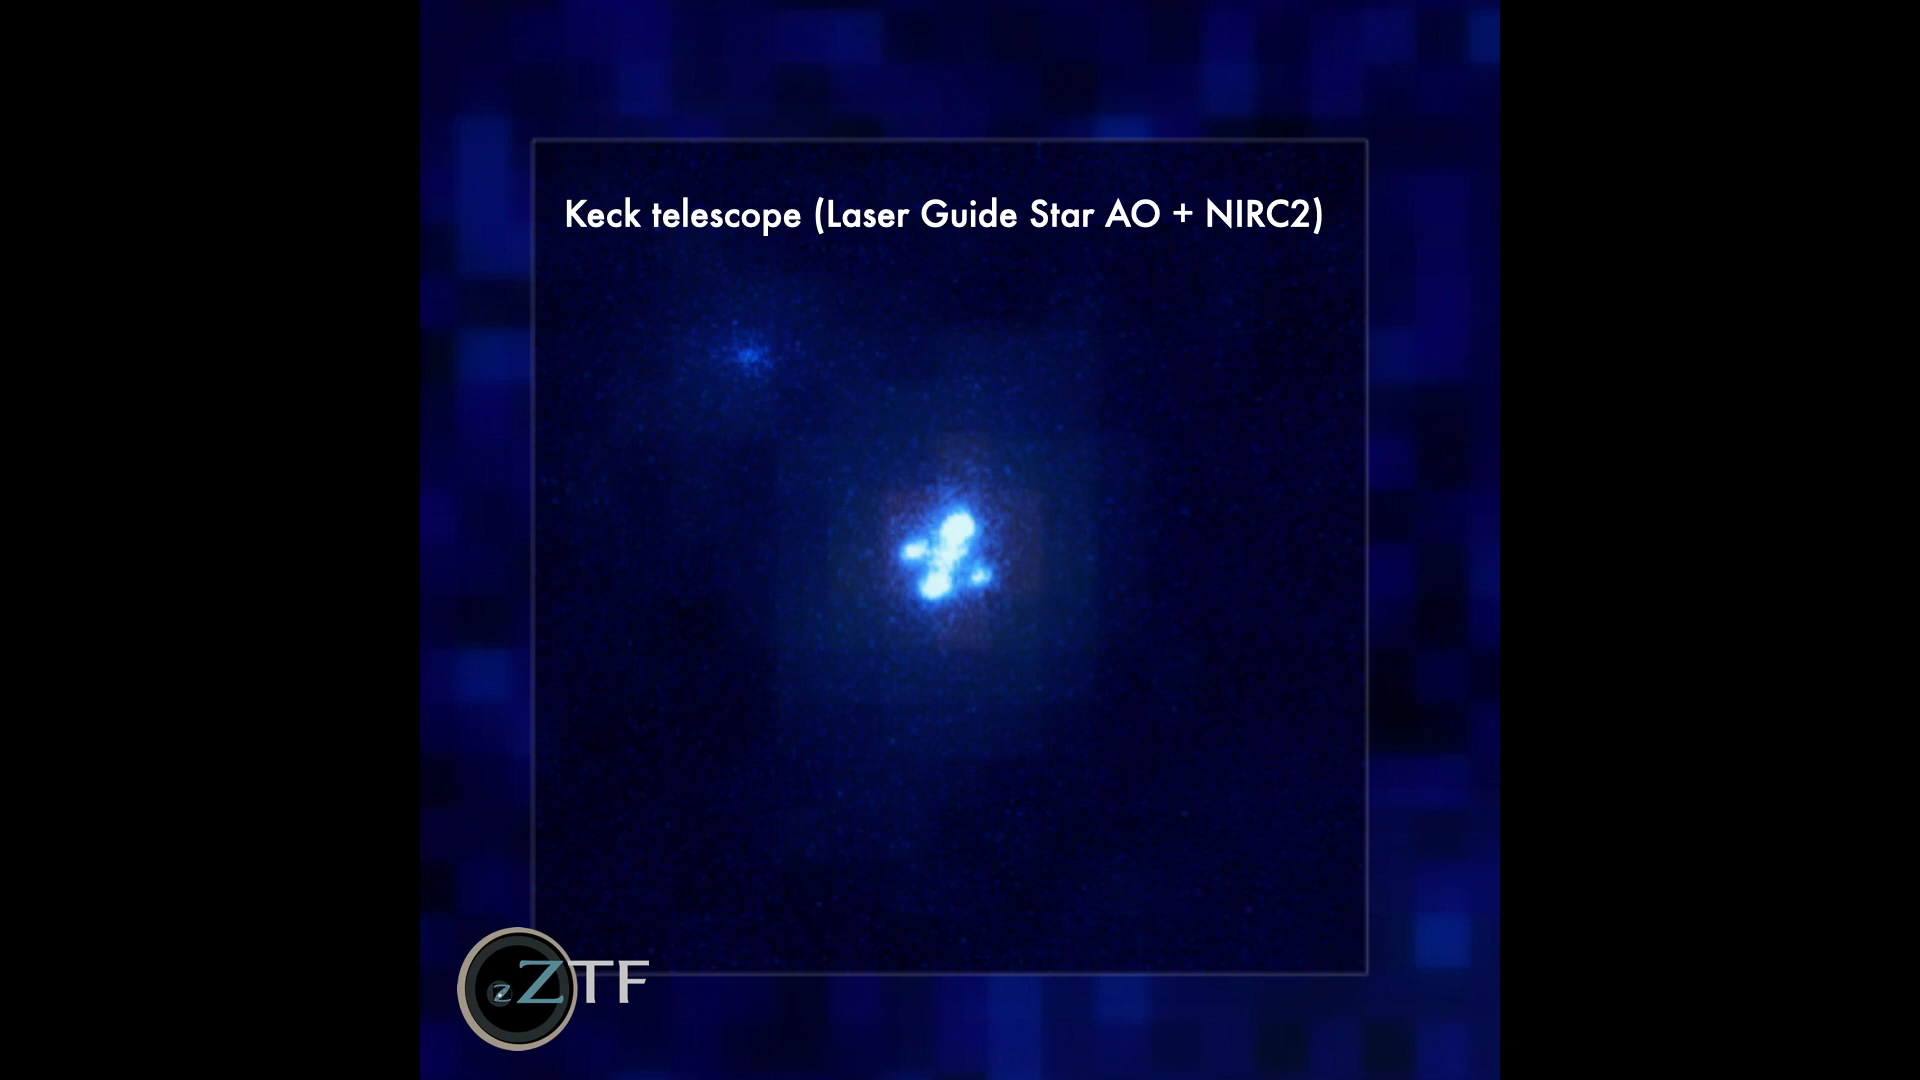 Keck telescope (Laser Guide Star AO + NIRC2)
z ZTF